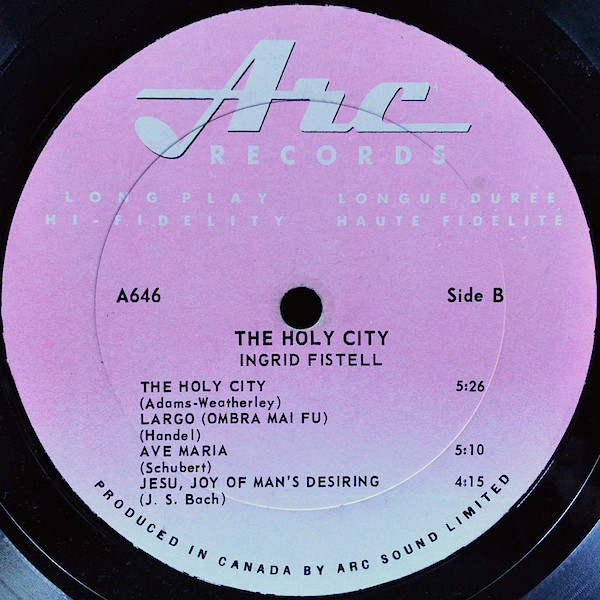 Arc
RECORDS
LONG PLAY LONGUE DUREE
HI-FIDELITY HAUTE FIDELITE
A646 Side B
THE HOLY CITY
INGRID FISTELL
THE HOLY CITY 5:26
(Adams-Weatherley)
LARGO (OMBRA MAI FU)
(Handel)
AVE MARIA 5:10
(Schubert)
JESU, JOY OF MAN'S DESIRING 4:15
(J. S. Bach)
PRODUCED IN CANADA BY ARC SOUND LIMITED